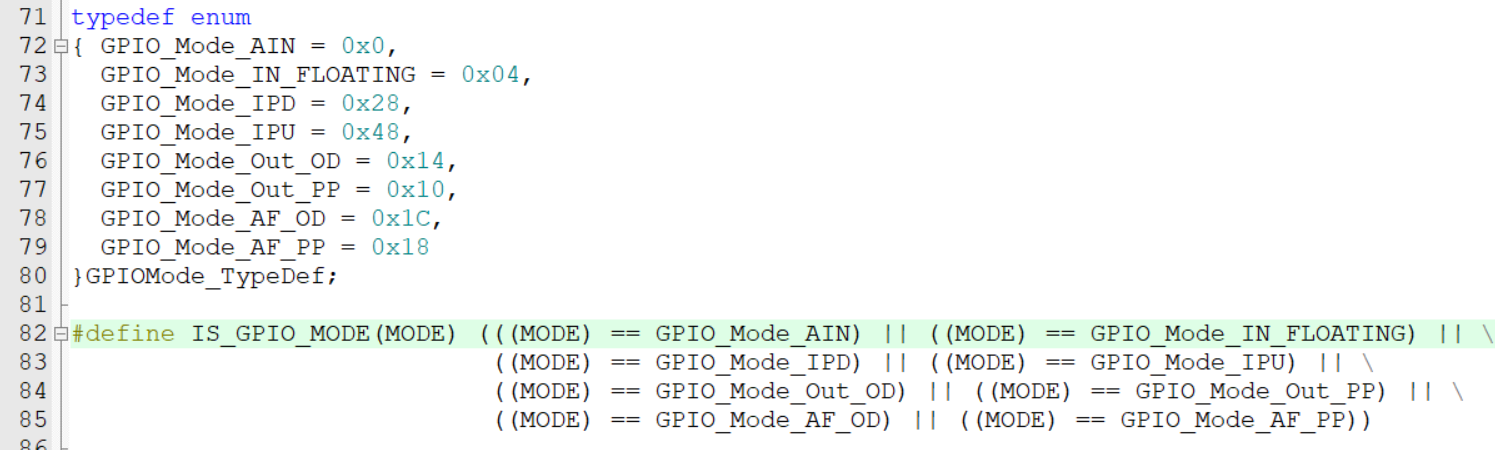 71 typedef enum
72 { GPIO_Mode_AIN = 0x0,
73 GPIO_Mode_IN_FLOATING = 0x04,
74 GPIO_Mode_IPD = 0x28,
75 GPIO_Mode_IPU = 0x48,
76 GPIO_Mode_Out_OD = 0x14,
77 GPIO_Mode_Out_PP = 0x10,
78 GPIO_Mode_AF_OD = 0x1C,
79 GPIO_Mode_AF_PP = 0x18
80 }GPIOMode_TypeDef;
81
82 #define IS_GPIO_MODE(MODE) (((MODE) == GPIO_Mode_AIN) || ((MODE) == GPIO_Mode_IN_FLOATING) || \
83 ((MODE) == GPIO_Mode_IPD) || ((MODE) == GPIO_Mode_IPU) || \
84 ((MODE) == GPIO_Mode_Out_OD) || ((MODE) == GPIO_Mode_Out_PP) || \
85 ((MODE) == GPIO_Mode_AF_OD) || ((MODE) == GPIO_Mode_AF_PP))
86